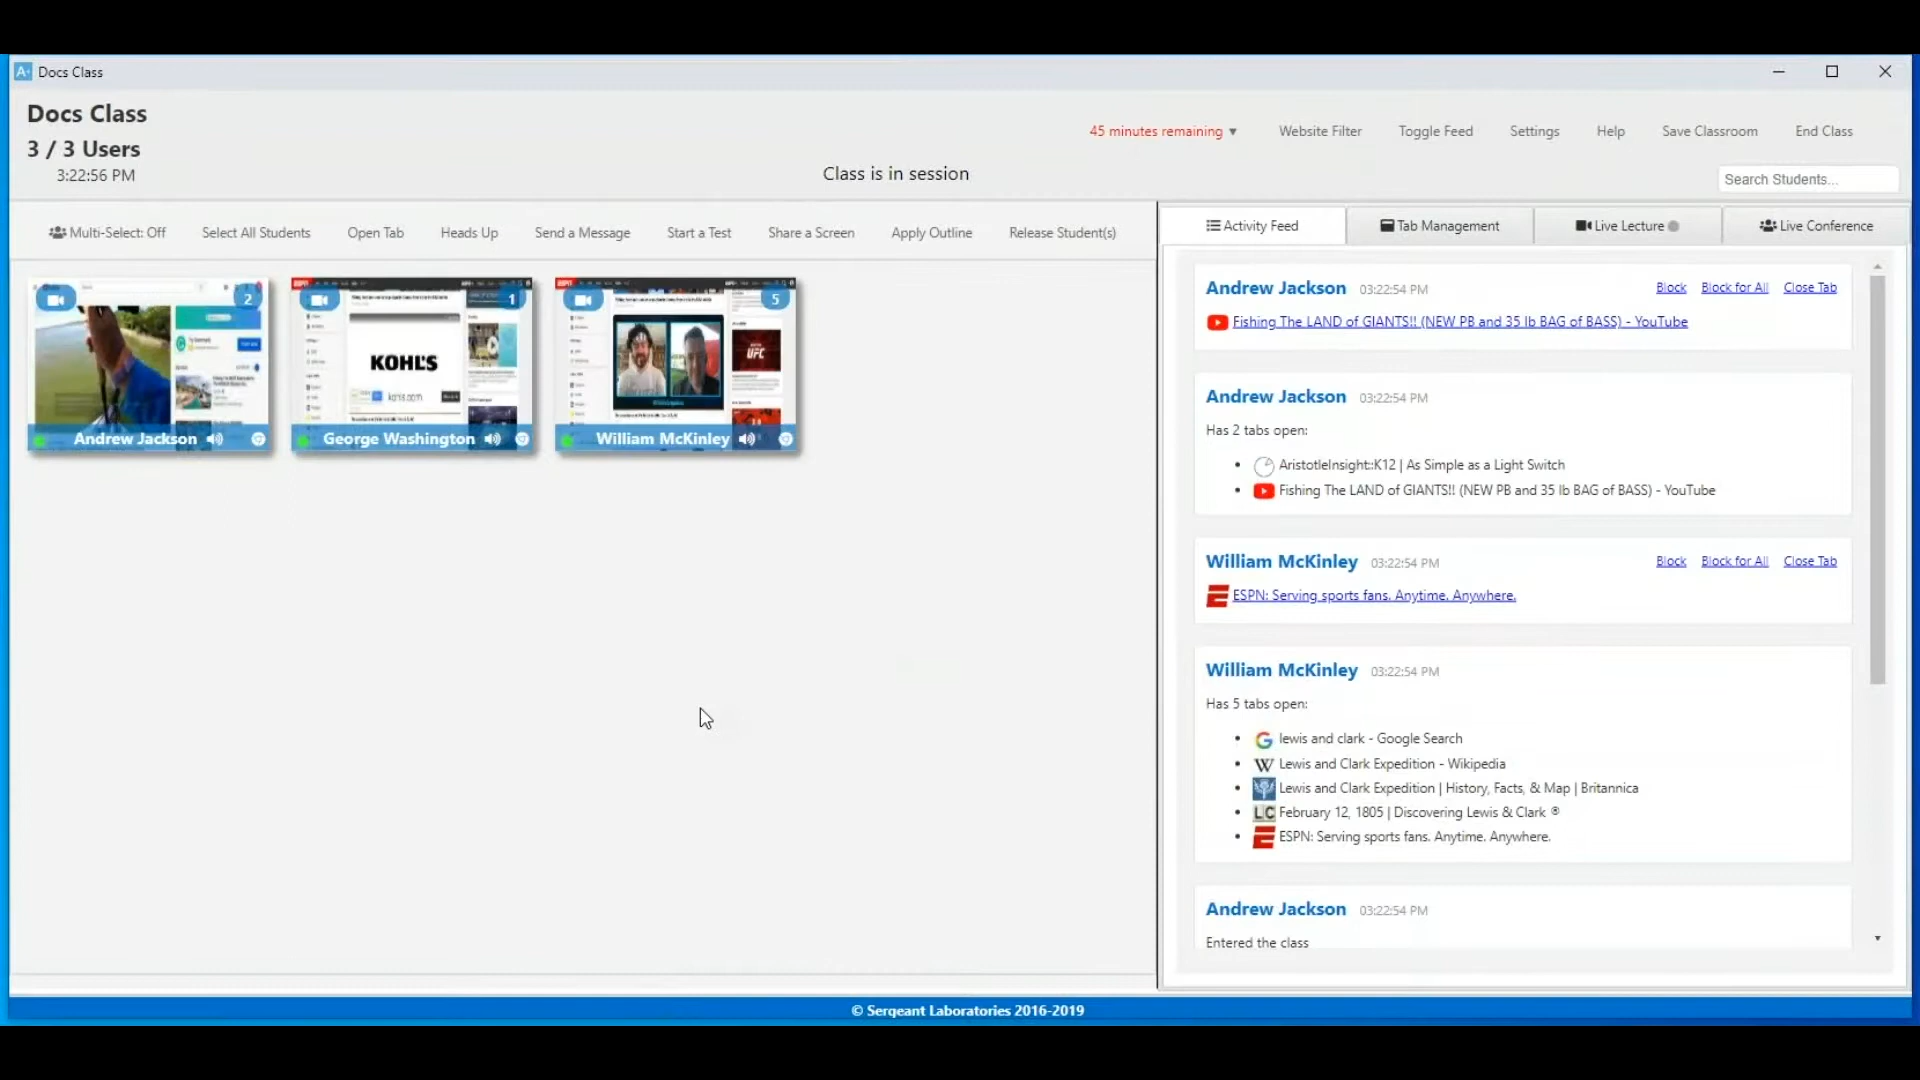 Docs Class
Docs Class
3 / 3 Users
3:22:56 PM
45 minutes remaining ▼
Website Filter
Toggle Feed
Settings
Help
Save Classroom
End Class
Class is in session
Search Students...
Multi-Select: Off
Select All Students
Open Tab
Heads Up
Send a Message
Start a Test
Share a Screen
Apply Outline
Release Student(s)
2
Andrew Jackson
1
KOHL'S
kohls.com
George Washington
5
UFC
William McKinley
Activity Feed
Tab Management
Live Lecture
Live Conference
Andrew Jackson 03:22:54 PM
Block Block for All Close Tab
Fishing The LAND of GIANTS!! (NEW PB and 35 lb BAG of BASS) - YouTube
Andrew Jackson 03:22:54 PM
Has 2 tabs open:
• AristotleInsight::K12 | As Simple as a Light Switch
• Fishing The LAND of GIANTS!! (NEW PB and 35 lb BAG of BASS) - YouTube
William McKinley 03:22:54 PM
Block Block for All Close Tab
ESPN: Serving sports fans. Anytime. Anywhere.
William McKinley 03:22:54 PM
Has 5 tabs open:
• lewis and clark - Google Search
• Lewis and Clark Expedition - Wikipedia
• Lewis and Clark Expedition | History, Facts, & Map | Britannica
• LC February 12, 1805 | Discovering Lewis & Clark ®
• ESPN: Serving sports fans. Anytime. Anywhere.
Andrew Jackson 03:22:54 PM
Entered the class
© Sergeant Laboratories 2016-2019